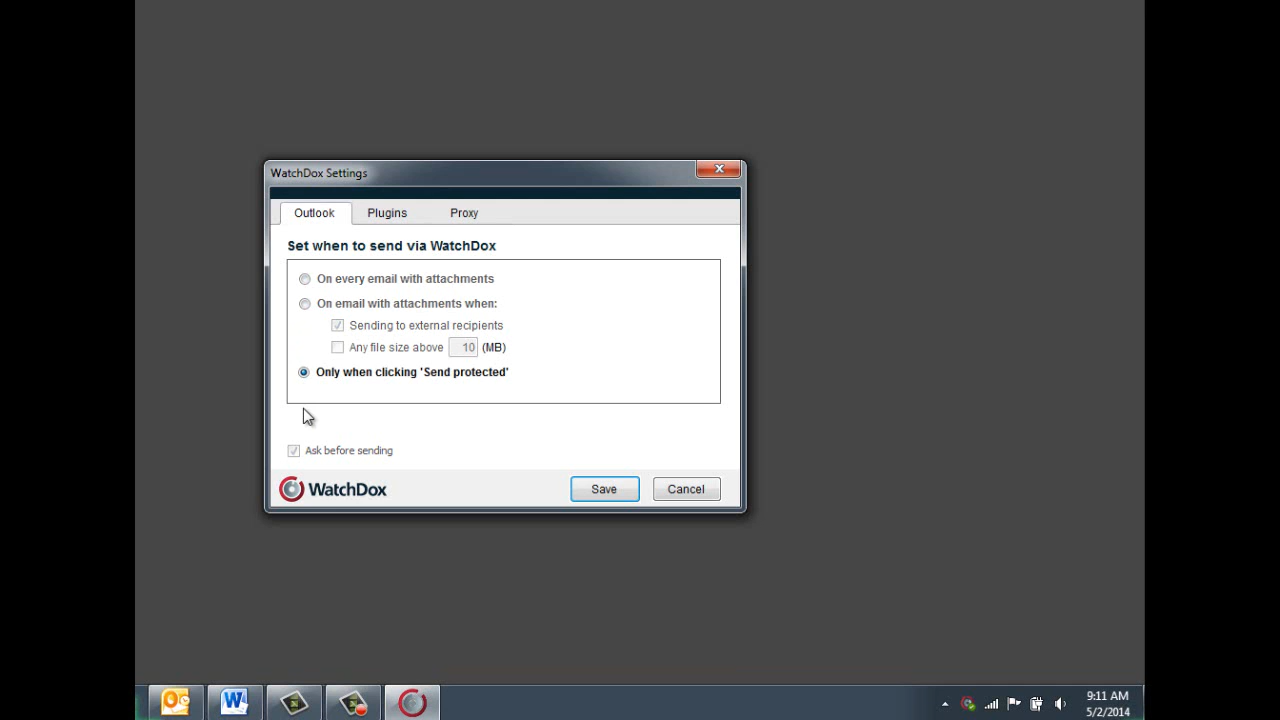 WatchDox Settings
Outlook Plugins Proxy
Set when to send via WatchDox
On every email with attachments
On email with attachments when:
Sending to external recipients
Any file size above 10 (MB)
Only when clicking 'Send protected'
Ask before sending
WatchDox Save Cancel
9:11 AM
5/2/2014